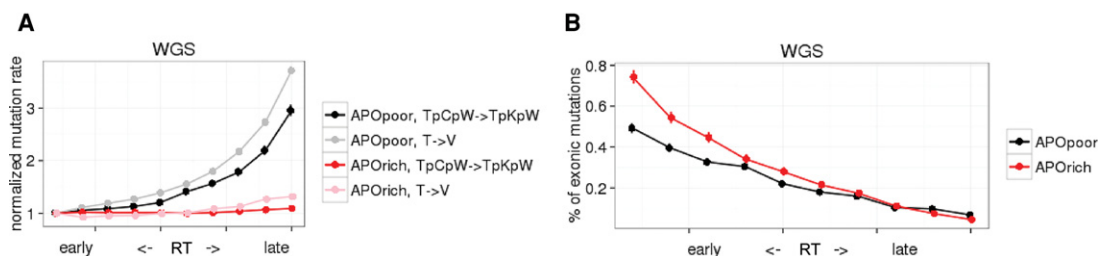 A
WGS
normalized mutation rate
3
2
1
early <- RT -> late
APOpoor, TpCpW->TpKpW
APOpoor, T->V
APOrich, TpCpW->TpKpW
APOrich, T->V
B
WGS
% of exonic mutations
0.8
0.6
0.4
0.2
early <- RT -> late
APOpoor
APOrich